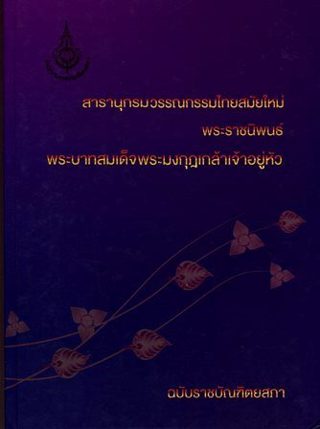 สารานุกรมวรรณกรรมไทยสมัยใหม่
พระราชนิพนธ์
พระบาทสมเด็จพระมงกุฎเกล้าเจ้าอยู่หัว
ฉบับราชบัณฑิตยสภา